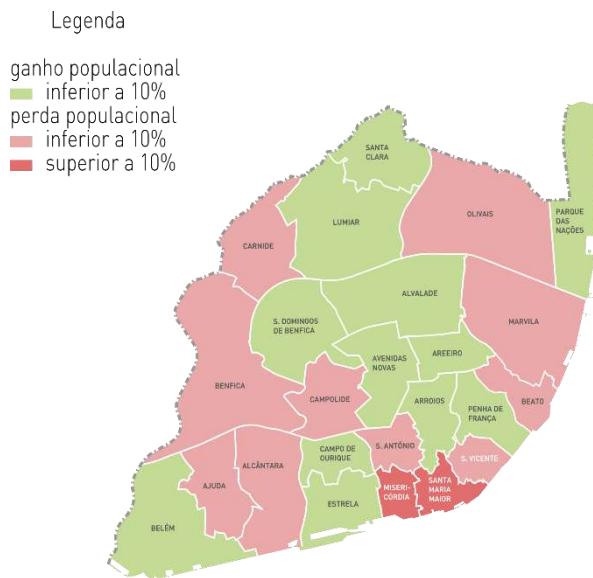 Legenda
ganho populacional
inferior a 10%
perda populacional
inferior a 10%
superior a 10%
SANTA
CLARA
LUMIAR
OLIVAIS
PARQUE
DAS
NAÇÕES
CARNIDE
ALVALADE
S. DOMINGOS
DE BENFICA
MARVILA
AVENIDAS
NOVAS
AREEIRO
BENFICA
CAMPOLIDE
ARROIOS
PENHA DE
FRANÇA
BEATO
CAMPO DE
OURIQUE
S. ANTÓNIO
S. VICENTE
ALCÂNTARA
AJUDA
MISERI-
CÓRDIA
SANTA
MARIA
MAIOR
ESTRELA
BELÉM